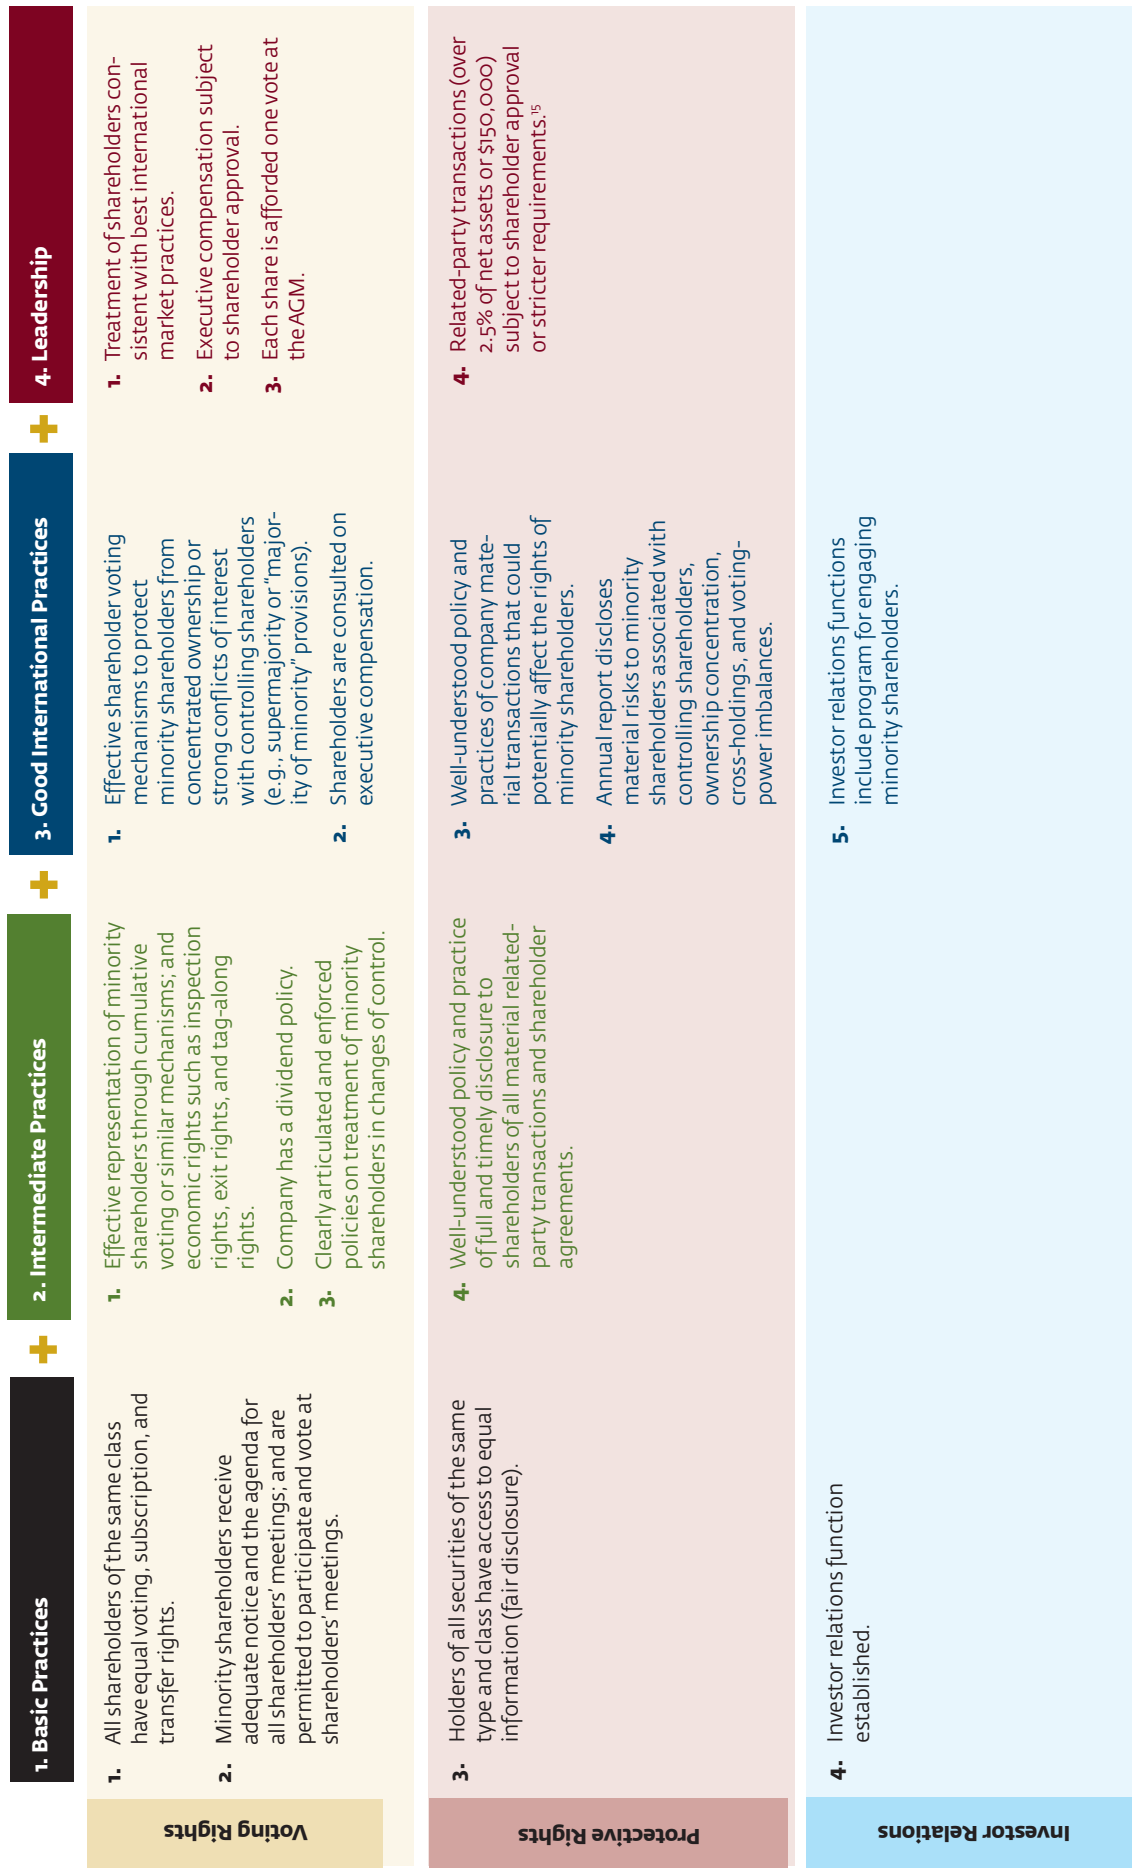 1. Basic Practices
2. Intermediate Practices
3. Good International Practices
4. Leadership
Voting Rights
1. All shareholders of the same class
have equal voting, subscription, and
transfer rights.
2. Minority shareholders receive
adequate notice and the agenda for
all shareholders’ meetings; and are
permitted to participate and vote at
shareholders’ meetings.
1. Effective representation of minority
shareholders through cumulative
voting or similar mechanisms; and
economic rights such as inspection
rights, exit rights, and tag-along
rights.
2. Company has a dividend policy.
3. Clearly articulated and enforced
policies on treatment of minority
shareholders in changes of control.
1. Effective shareholder voting
mechanisms to protect
minority shareholders from
concentrated ownership or
strong conflicts of interest
with controlling shareholders
(e.g., supermajority or “major-
ity of minority” provisions).
2. Shareholders are consulted on
executive compensation.
1. Treatment of shareholders con-
sistent with best international
market practices.
2. Executive compensation subject
to shareholder approval.
3. Each share is afforded one vote at
the AGM.
Protective Rights
3. Holders of all securities of the same
type and class have access to equal
information (fair disclosure).
4. Well-understood policy and practice
of full and timely disclosure to
shareholders of all material related-
party transactions and shareholder
agreements.
3. Well-understood policy and
practices of company mate-
rial transactions that could
potentially affect the rights of
minority shareholders.
4. Annual report discloses
material risks to minority
shareholders associated with
controlling shareholders,
ownership concentration,
cross-holdings, and voting-
power imbalances.
4. Related-party transactions (over
2.5% of net assets or $150,000)
subject to shareholder approval
or stricter requirements.15
Investor Relations
4. Investor relations function
established.
5. Investor relations functions
include program for engaging
minority shareholders.